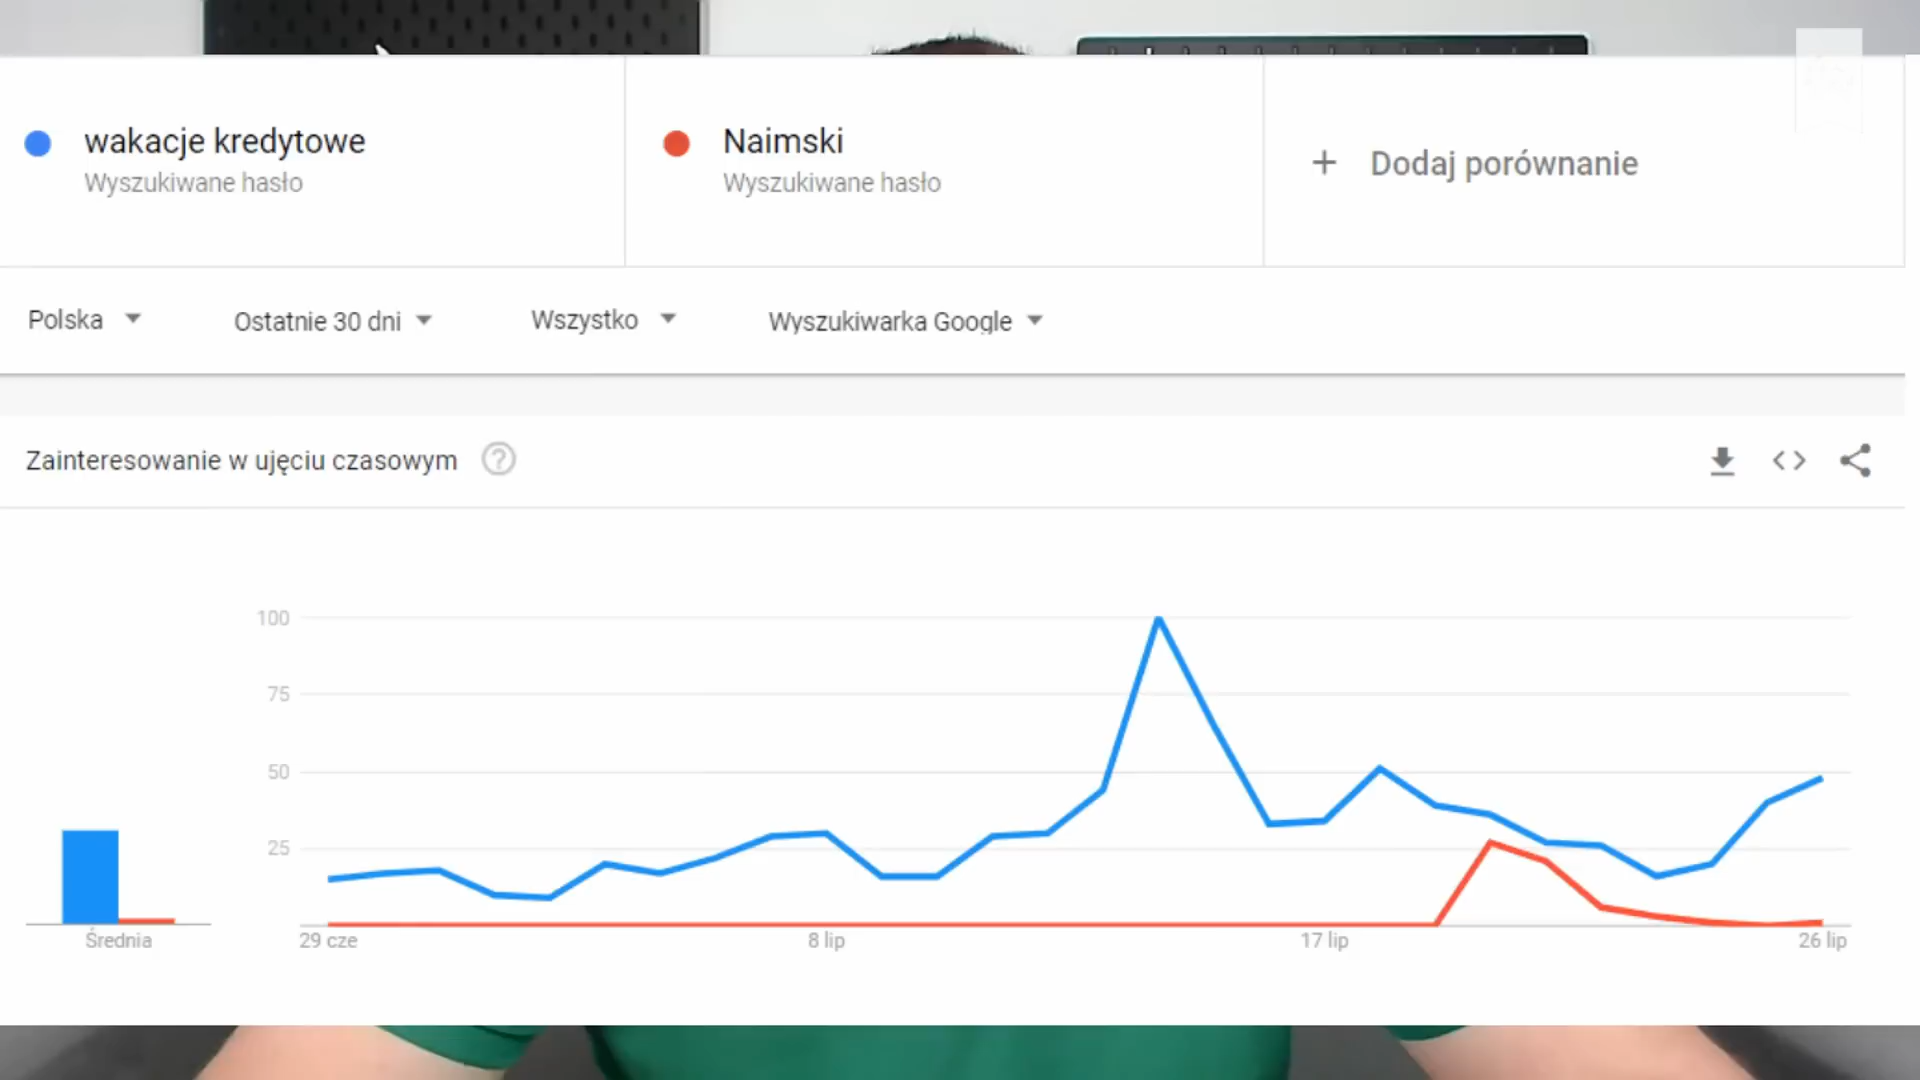 wakacje kredytowe
Wyszukiwane hasło
Naimski
Wyszukiwane hasło
+ Dodaj porównanie
Polska
Ostatnie 30 dni
Wszystko
Wyszukiwarka Google
Zainteresowanie w ujęciu czasowym ?
100
75
50
25
Średnia
29 cze
8 lip
17 lip
26 lip